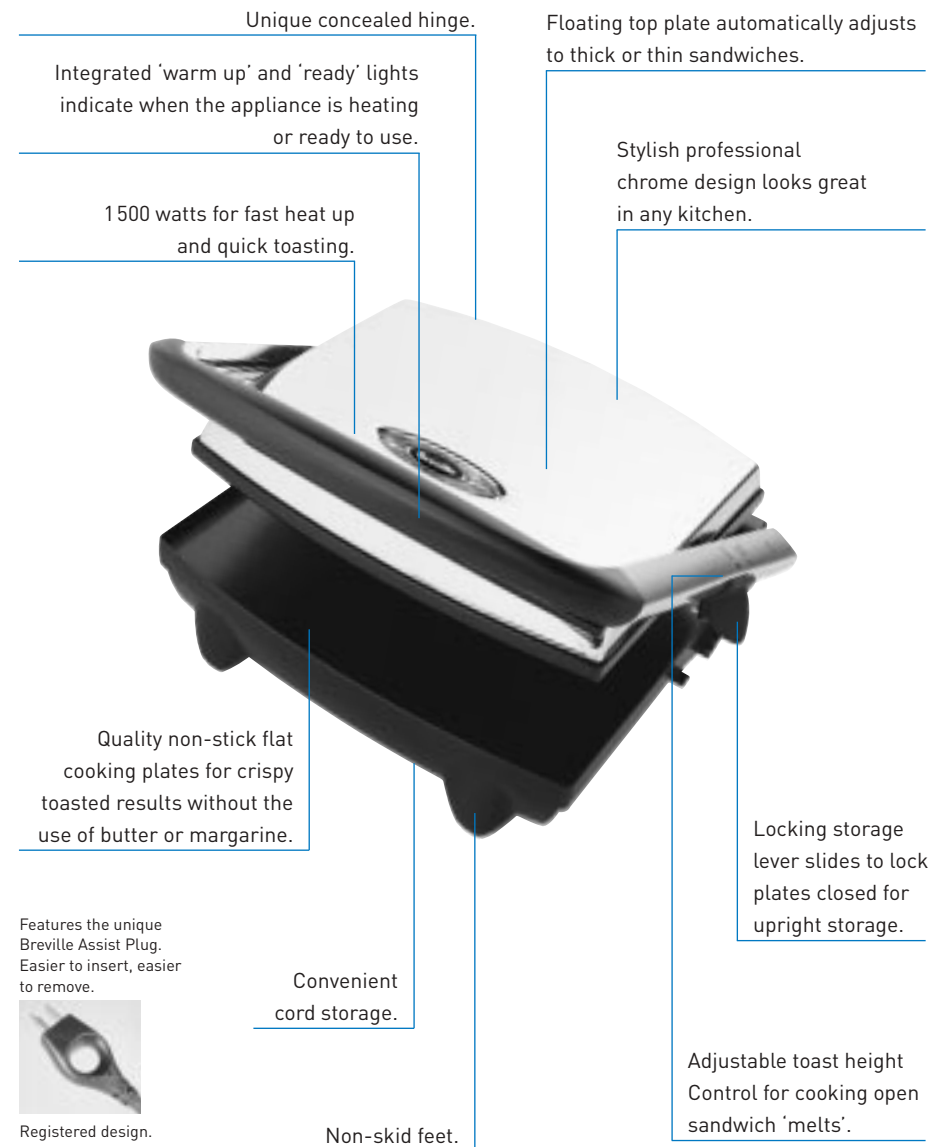 Unique concealed hinge.
Floating top plate automatically adjusts
to thick or thin sandwiches.
Integrated ‘warm up’ and ‘ready’ lights
indicate when the appliance is heating
or ready to use.
Stylish professional
chrome design looks great
in any kitchen.
1500 watts for fast heat up
and quick toasting.
Quality non-stick flat
cooking plates for crispy
toasted results without the
use of butter or margarine.
Locking storage
lever slides to lock
plates closed for
upright storage.
Features the unique
Breville Assist Plug.
Easier to insert, easier
to remove.
Registered design.
Convenient
cord storage.
Adjustable toast height
Control for cooking open
sandwich ‘melts’.
Non-skid feet.